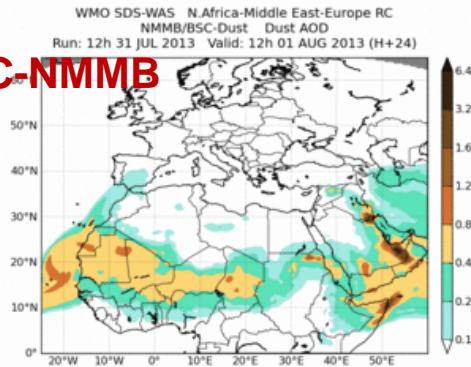 WMO SDS-WAS N.Africa-Middle East-Europe RC
NMMB/BSC-Dust Dust AOD
Run: 12h 31 JUL 2013 Valid: 12h 01 AUG 2013 (H+24)
C-NMMB
50°N
40°N
30°N
20°N
10°N
0°
20°W 10°W 0° 10°E 20°E 30°E 40°E 50°E
6.4
3.2
1.6
1.2
0.8
0.4
0.2
0.1